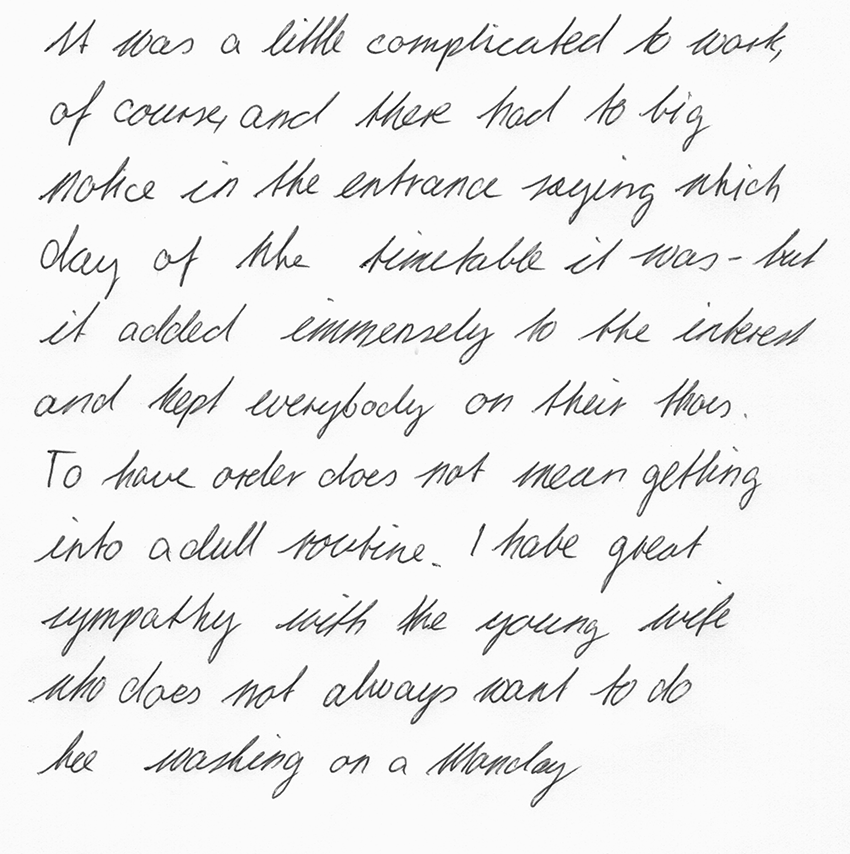 It was a little complicated to work,
of course, and there had to big
notice in the entrance saying which
day of the timetable it was - but
it added immensely to the interest
and kept everybody on their thoes.
To have order does not mean getting
into a dull routine. I habe great
sympathy with the young wife
who does not always want to do
hee washing on a Monday